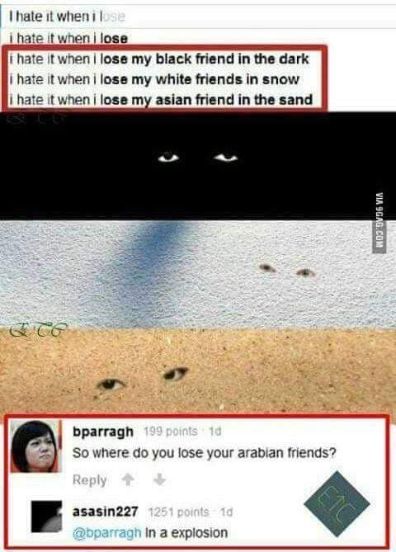 I hate it when i lose
i hate it when i lose
i hate it when i lose my black friend in the dark
i hate it when i lose my white friends in snow
i hate it when i lose my asian friend in the sand
VIA 9GAG.COM
ETC
bparragh 199 points · 1d
So where do you lose your arabian friends?
Reply
ETC
asasin227 1251 points · 1d
@bparragh In a explosion